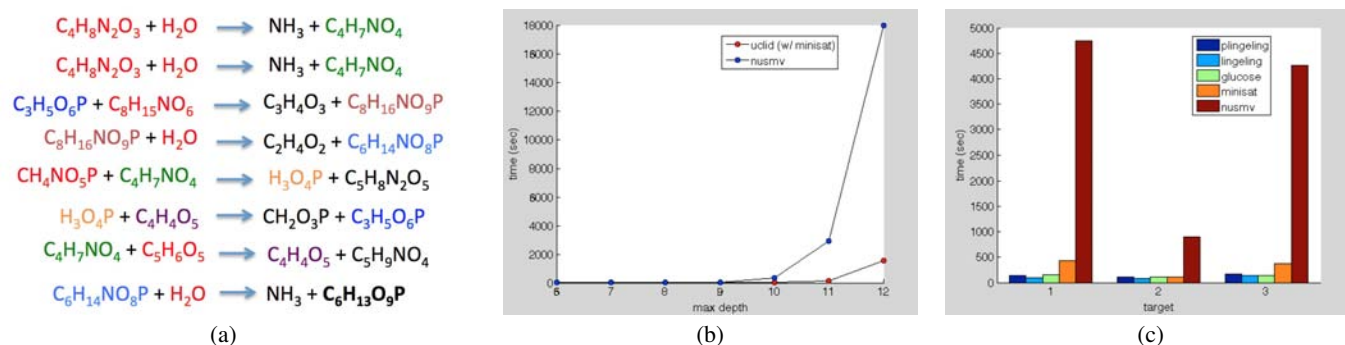 C₄H₈N₂O₃ + H₂O → NH₃ + C₄H₇NO₄
C₄H₈N₂O₃ + H₂O → NH₃ + C₄H₇NO₄
C₃H₅O₆P + C₈H₁₅NO₆ → C₃H₄O₃ + C₈H₁₆NO₉P
C₈H₁₆NO₉P + H₂O → C₂H₄O₂ + C₆H₁₄NO₈P
CH₄NO₅P + C₄H₇NO₄ → H₃O₄P + C₅H₈N₂O₅
H₃O₄P + C₄H₄O₅ → CH₂O₃P + C₃H₅O₆P
C₄H₇NO₄ + C₅H₆O₅ → C₄H₄O₅ + C₅H₉NO₄
C₆H₁₄NO₈P + H₂O → NH₃ + C₆H₁₃O₉P
(a)
18000
16000
14000
12000
10000
8000
6000
4000
2000
0
time (sec)
uclid (w/ minisat)
nusmv
6 7 8 9 10 11 12
max depth
(b)
5000
4500
4000
3500
3000
2500
2000
1500
1000
500
0
time (sec)
plingeling
lingeling
glucose
minisat
nusmv
1 2 3
target
(c)